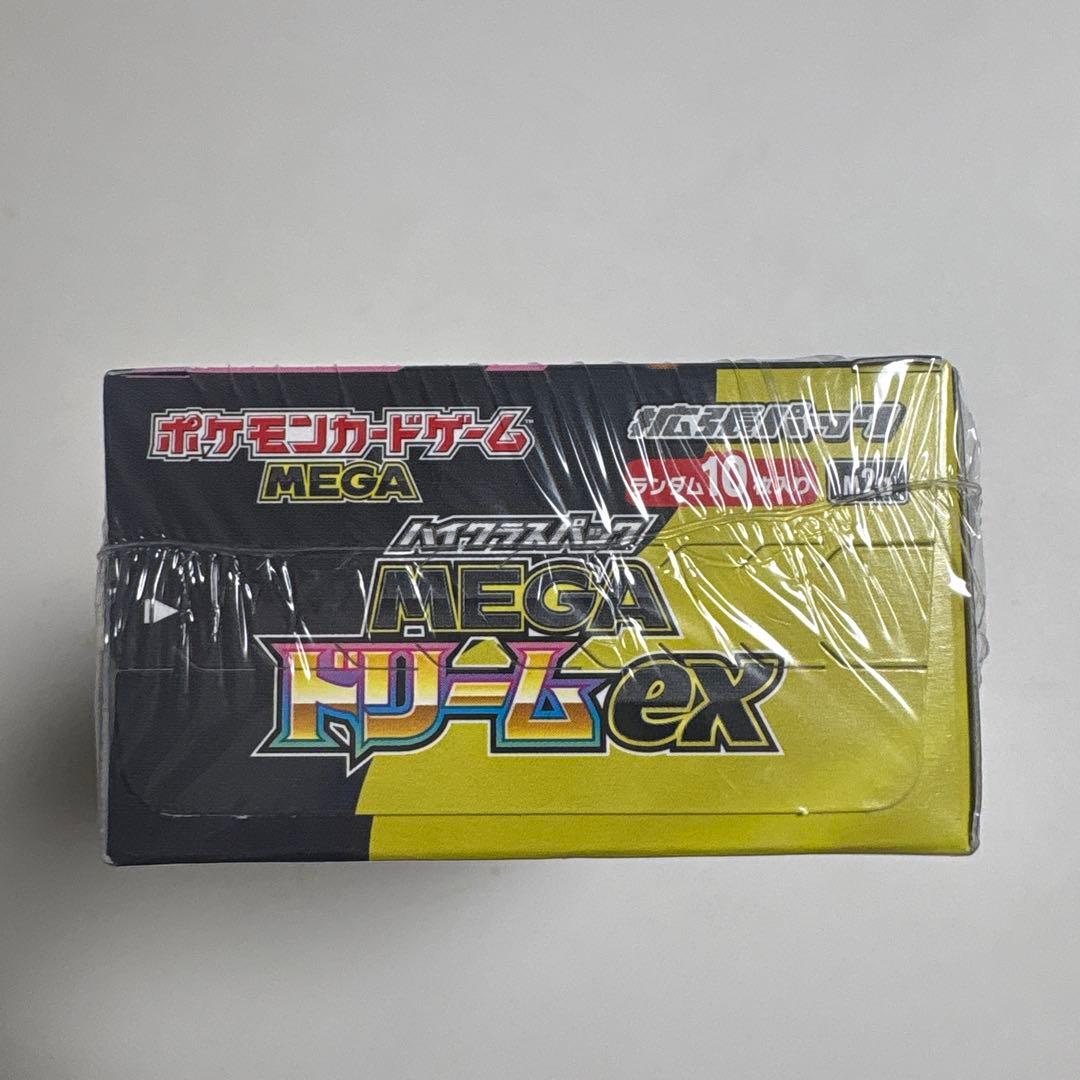 ポケモンカードゲーム™
MEGA
拡張パック
ランダム10枚入り
M2a
ハイクラスパック
MEGA
ドリームex